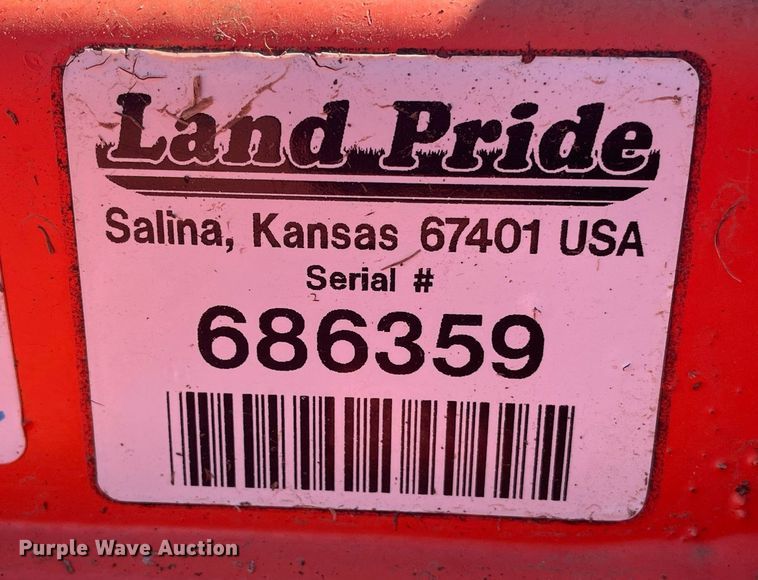 Land Pride
Salina, Kansas 67401 USA
Serial #
686359
Purple Wave Auction